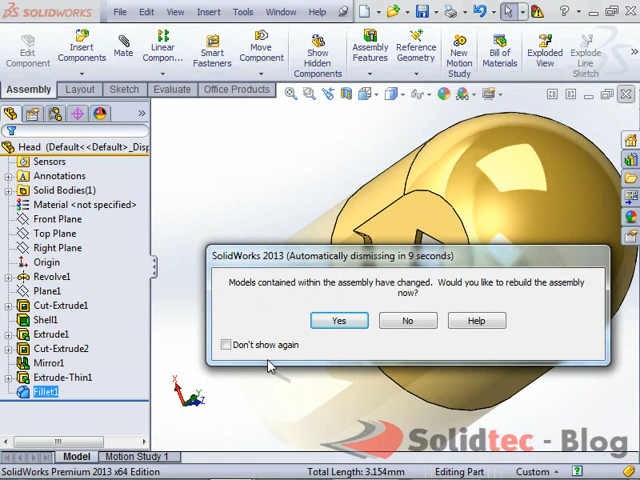 SOLIDWORKS
File Edit View Insert Tools Window Help
Edit Component
Insert Components
Mate
Linear Compon...
Smart Fasteners
Move Component
Show Hidden Components
Assembly Features
Reference Geometry
New Motion Study
Bill of Materials
Exploded View
Explode Line Sketch
Assembly Layout Sketch Evaluate Office Products
Head (Default<<Default>_Disp
Sensors
Annotations
Solid Bodies(1)
Material <not specified>
Front Plane
Top Plane
Right Plane
Origin
Revolve1
Plane1
Cut-Extrude1
Shell1
Extrude1
Cut-Extrude2
Mirror1
Extrude-Thin1
Fillet1
SolidWorks 2013 (Automatically dismissing in 9 seconds)
Models contained within the assembly have changed. Would you like to rebuild the assembly
now?
Yes No Help
Don't show again
Solidtec - Blog
Model Motion Study 1
SolidWorks Premium 2013 x64 Edition Total Length: 3.154mm Editing Part Custom